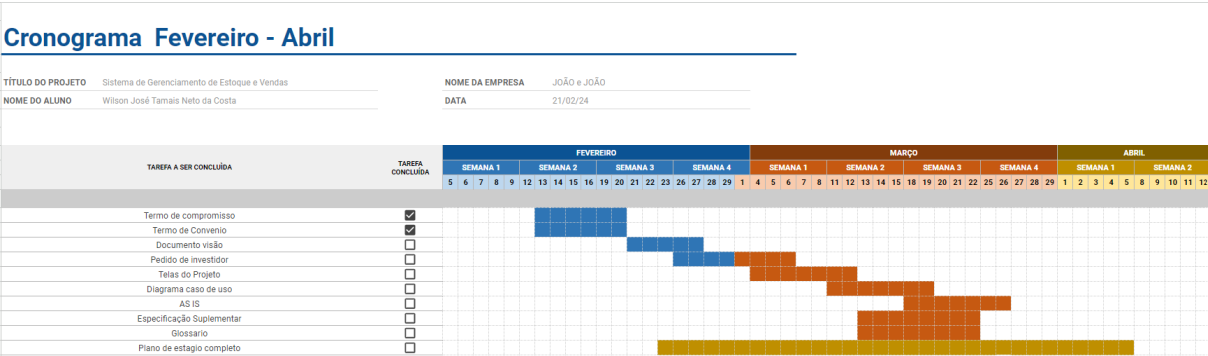 Cronograma Fevereiro - Abril
TÍTULO DO PROJETO Sistema de Gerenciamento de Estoque e Vendas NOME DA EMPRESA JOÃO e JOÃO
NOME DO ALUNO Wilson José Tamais Neto da Costa DATA 21/02/24
FEVEREIRO MARÇO ABRIL
TAREFA A SER CONCLUÍDA TAREFA CONCLUÍDA SEMANA 1 SEMANA 2 SEMANA 3 SEMANA 4 SEMANA 1 SEMANA 2 SEMANA 3 SEMANA 4 SEMANA 1 SEMANA 2
5 6 7 8 9 12 13 14 15 16 19 20 21 22 23 26 27 28 29 1 4 5 6 7 8 11 12 13 14 15 18 19 20 21 22 25 26 27 28 29 1 2 3 4 5 8 9 10 11 12
Termo de compromisso
Termo de Convenio
Documento visão
Pedido de investidor
Telas do Projeto
Diagrama caso de uso
AS IS
Especificação Suplementar
Glossario
Plano de estagio completo